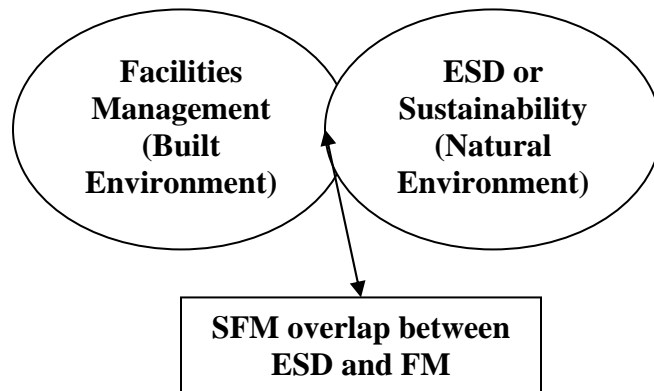 Facilities
Management
(Built
Environment)
ESD or
Sustainability
(Natural
Environment)
SFM overlap between
ESD and FM